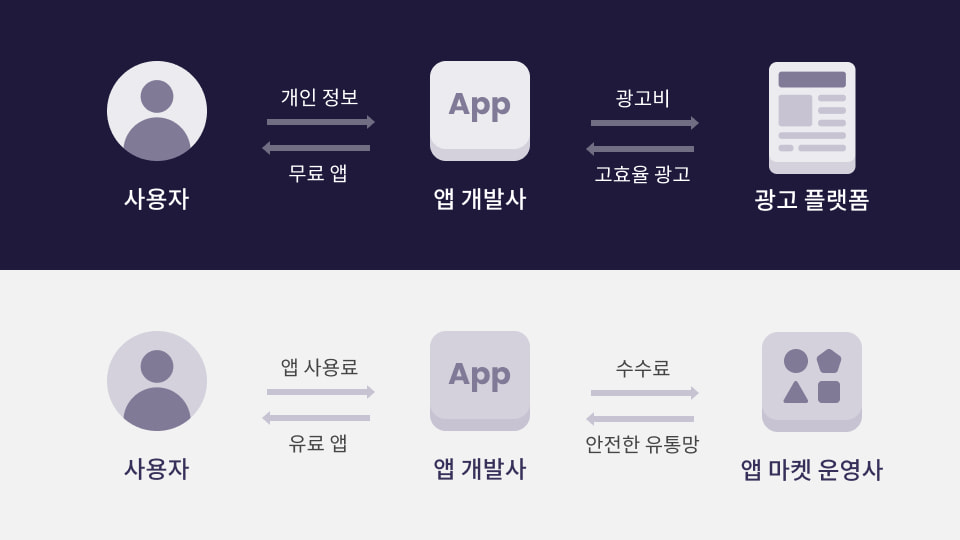 개인 정보
App
광고비
무료 앱
고효율 광고
사용자
앱 개발사
광고 플랫폼
앱 사용료
App
수수료
유료 앱
안전한 유통망
사용자
앱 개발사
앱 마켓 운영사